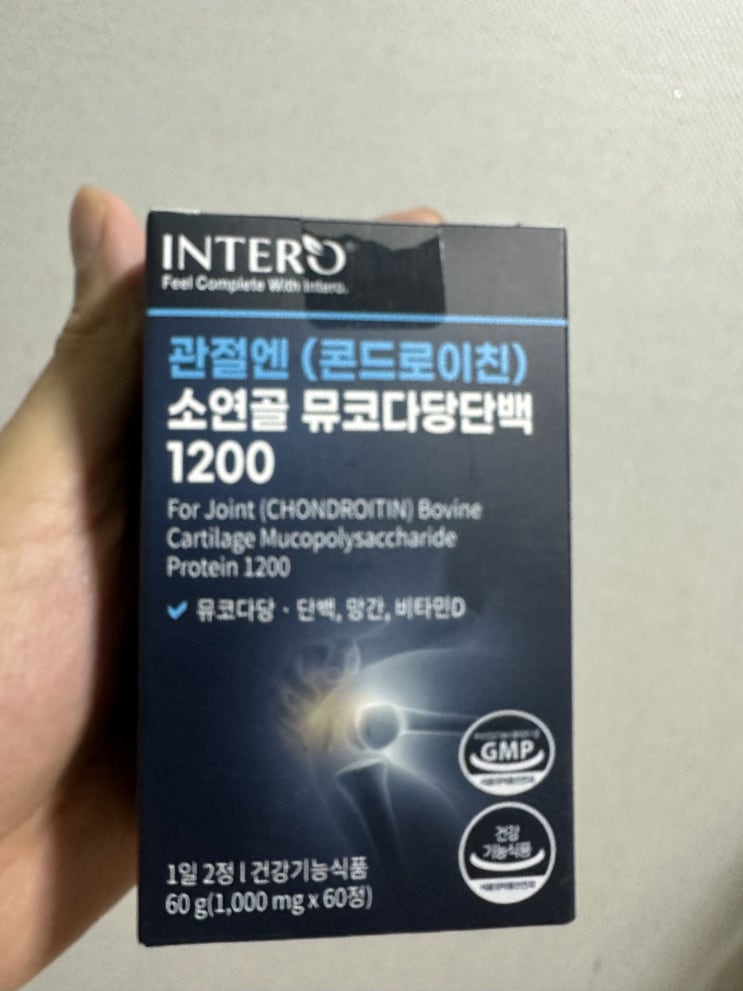 INTERO
Feel Complete With Intero.
관절엔 (콘드로이친)
소연골 뮤코다당단백
1200
For Joint (CHONDROITIN) Bovine
Cartilage Mucopolysaccharide
Protein 1200
뮤코다당 · 단백, 망간, 비타민D
GMP
건강
기능식품
1일 2정 l 건강기능식품
60 g(1,000 mg x 60정)